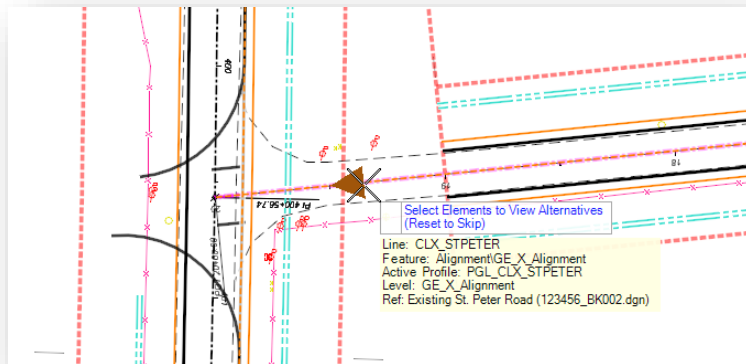 400
PI 400+56.74
19
18
Select Elements to View Alternatives
(Reset to Skip)
Line: CLX_STPETER
Feature: Alignment\GE_X_Alignment
Active Profile: PGL_CLX_STPETER
Level: GE_X_Alignment
Ref: Existing St. Peter Road (123456_BK002.dgn)